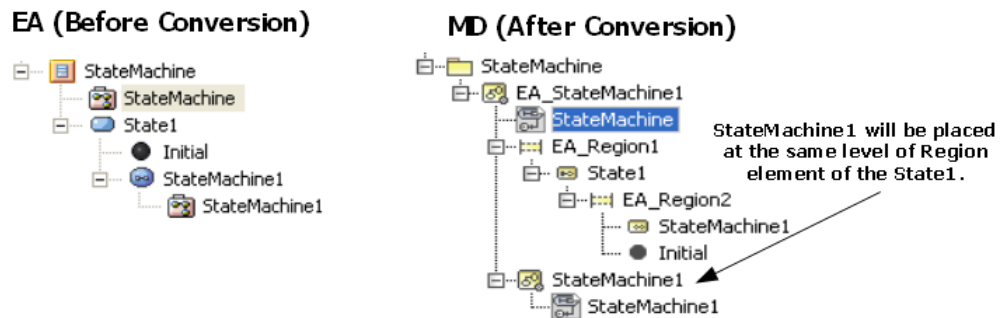 EA (Before Conversion)
StateMachine
StateMachine
State1
Initial
StateMachine1
StateMachine1
MD (After Conversion)
StateMachine
EA_StateMachine1
StateMachine
EA_Region1
State1
EA_Region2
StateMachine1
Initial
StateMachine1
StateMachine1
StateMachine1 will be placed
at the same level of Region
element of the State1.